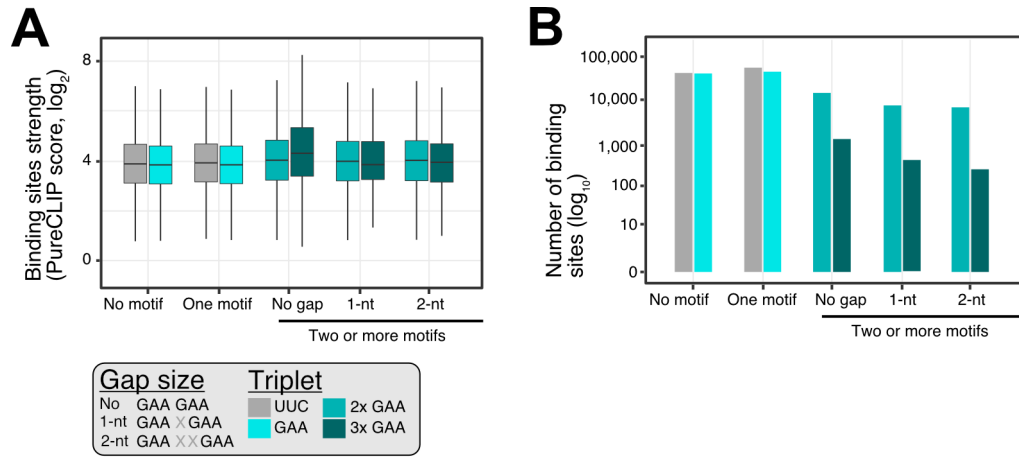 A
Binding sites strength
(PureCLIP score, log2)
8
4
0
No motif
One motif
No gap
1-nt
2-nt
Two or more motifs
B
Number of binding
sites (log10)
100,000
10,000
1,000
100
10
0
No motif
One motif
No gap
1-nt
2-nt
Two or more motifs
Gap size
No GAA GAA
1-nt GAA XGAA
2-nt GAA XXGAA
Triplet
UUC 2x GAA
GAA 3x GAA